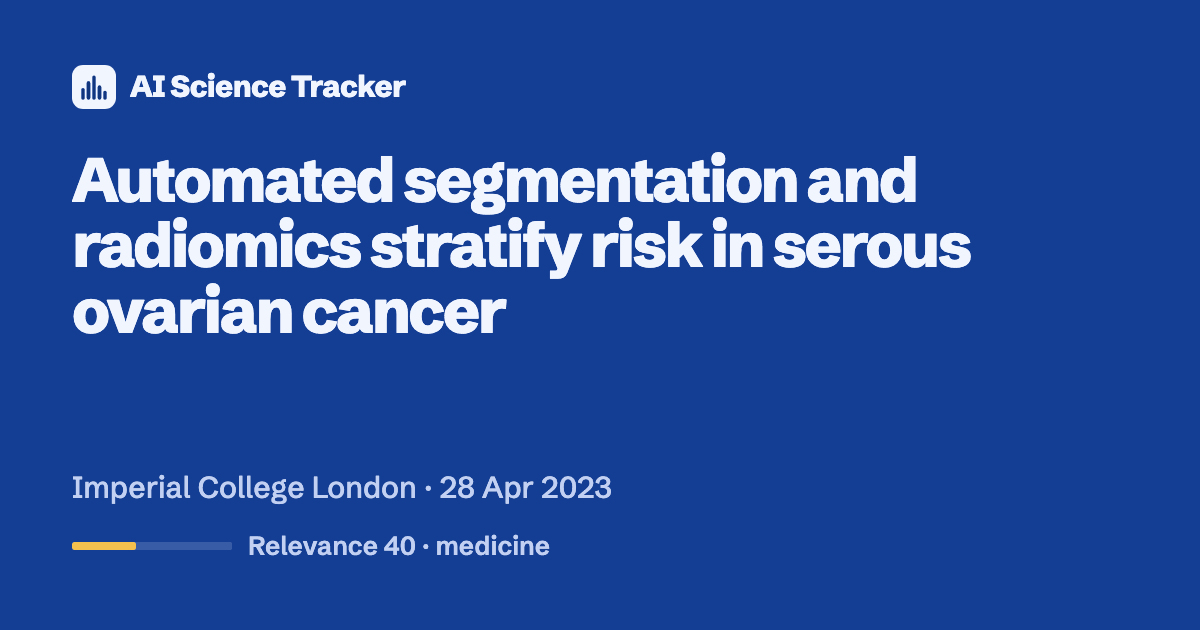 AI Science Tracker
Automated segmentation and
radiomics stratify risk in serous
ovarian cancer
Imperial College London · 28 Apr 2023
Relevance 40 · medicine